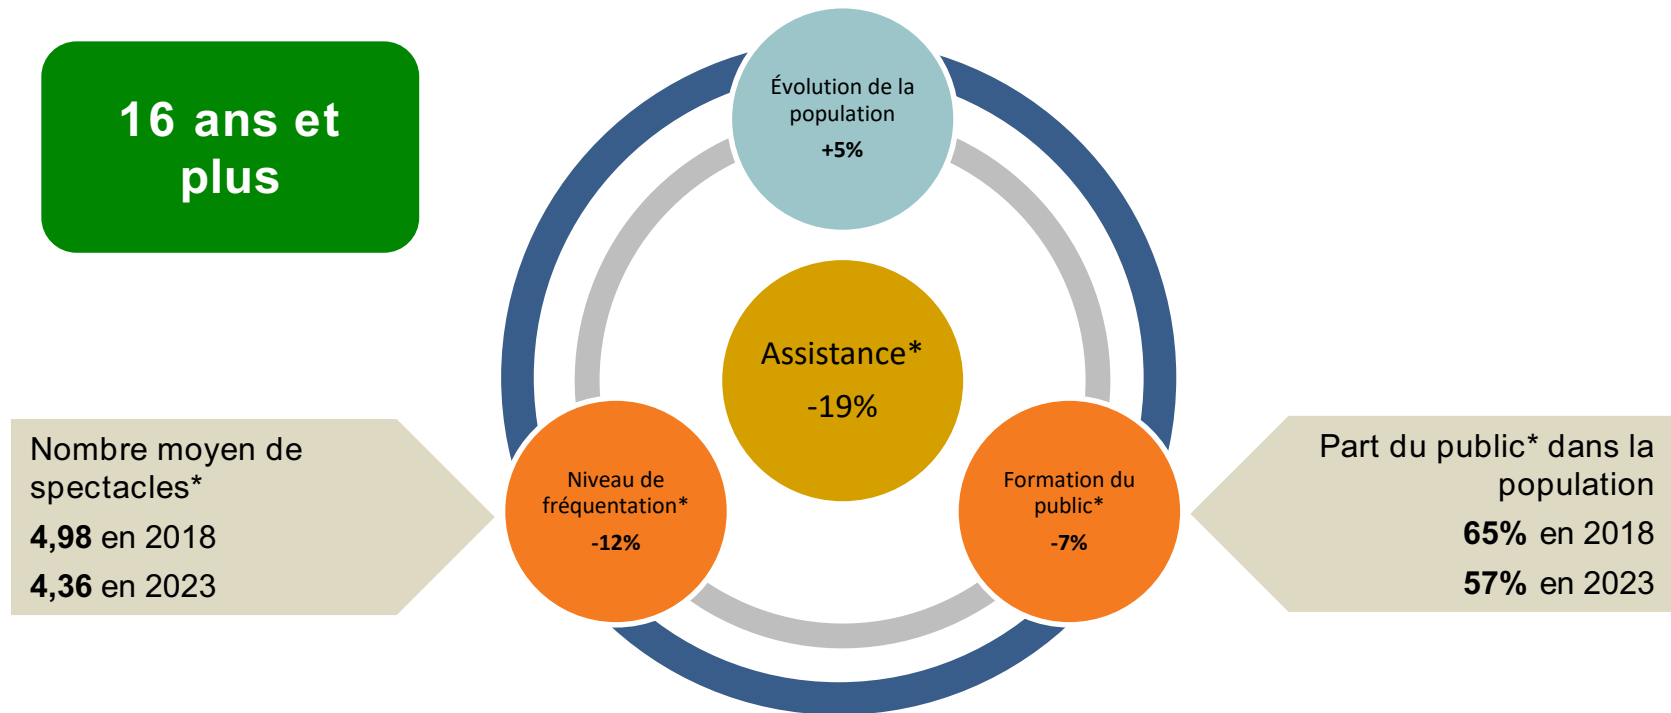 16 ans et
plus
Évolution de la
population
+5%
Assistance*
-19%
Nombre moyen de
spectacles*
4,98 en 2018
4,36 en 2023
Niveau de
fréquentation*
-12%
Formation du
public*
-7%
Part du public* dans la
population
65% en 2018
57% en 2023